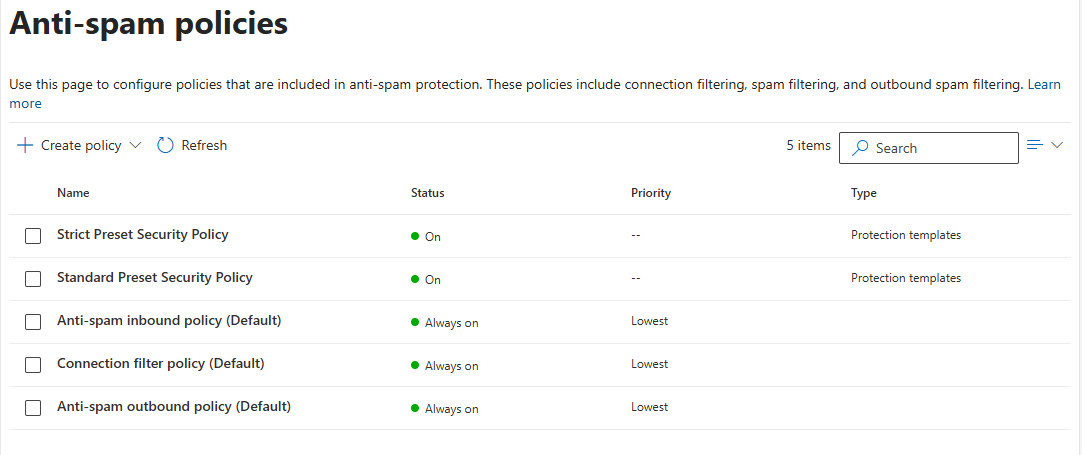 Anti-spam policies
Use this page to configure policies that are included in anti-spam protection. These policies include connection filtering, spam filtering, and outbound spam filtering. Learn
more
Create policy Refresh 5 items Search
Name Status Priority Type
Strict Preset Security Policy On -- Protection templates
Standard Preset Security Policy On -- Protection templates
Anti-spam inbound policy (Default) Always on Lowest
Connection filter policy (Default) Always on Lowest
Anti-spam outbound policy (Default) Always on Lowest